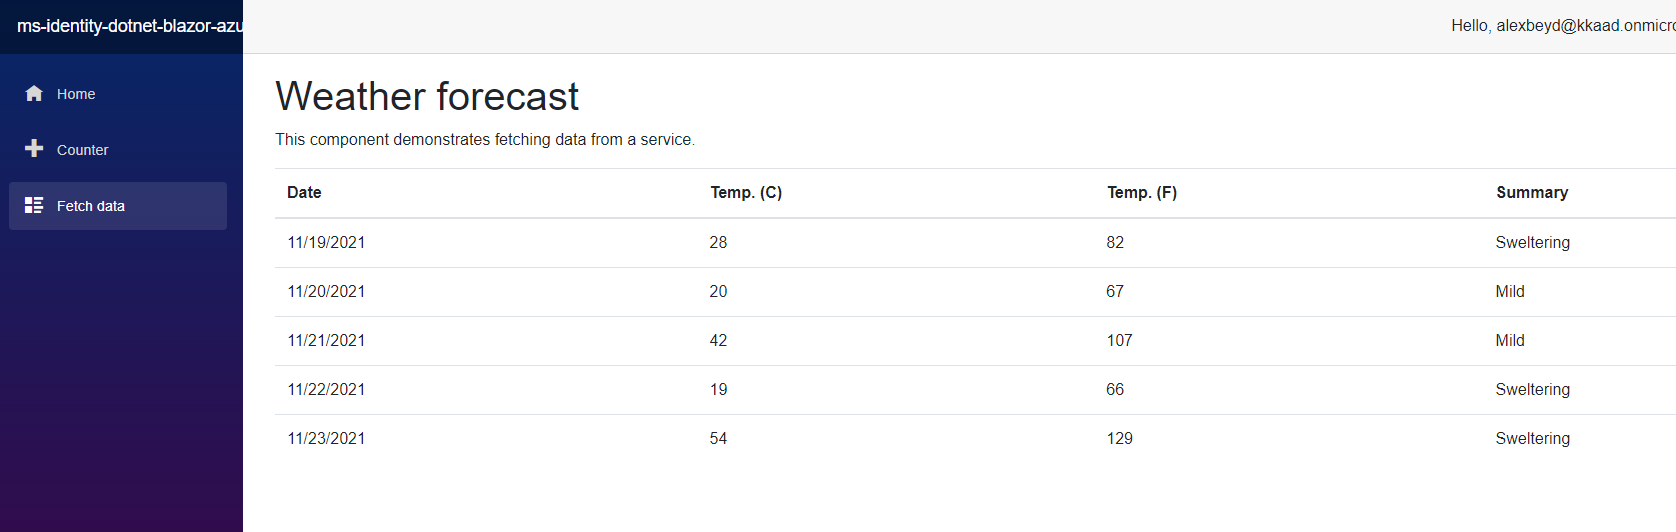 ms-identity-dotnet-blazor-azu
Hello, alexbeyd@kkaad.onmicro
Home
Counter
Fetch data
Weather forecast
This component demonstrates fetching data from a service.
Date Temp. (C) Temp. (F) Summary
11/19/2021 28 82 Sweltering
11/20/2021 20 67 Mild
11/21/2021 42 107 Mild
11/22/2021 19 66 Sweltering
11/23/2021 54 129 Sweltering